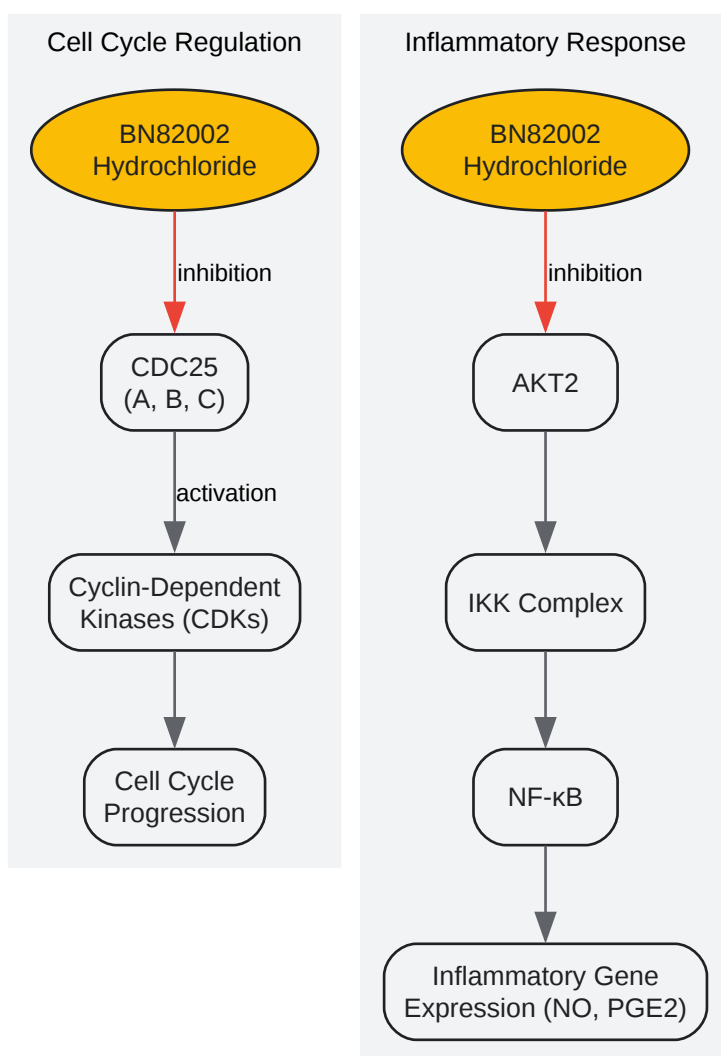 Cell Cycle Regulation
BN82002
Hydrochloride
inhibition
CDC25
(A, B, C)
activation
Cyclin-Dependent
Kinases (CDKs)
Cell Cycle
Progression
Inflammatory Response
BN82002
Hydrochloride
inhibition
AKT2
IKK Complex
NF-κB
Inflammatory Gene
Expression (NO, PGE2)